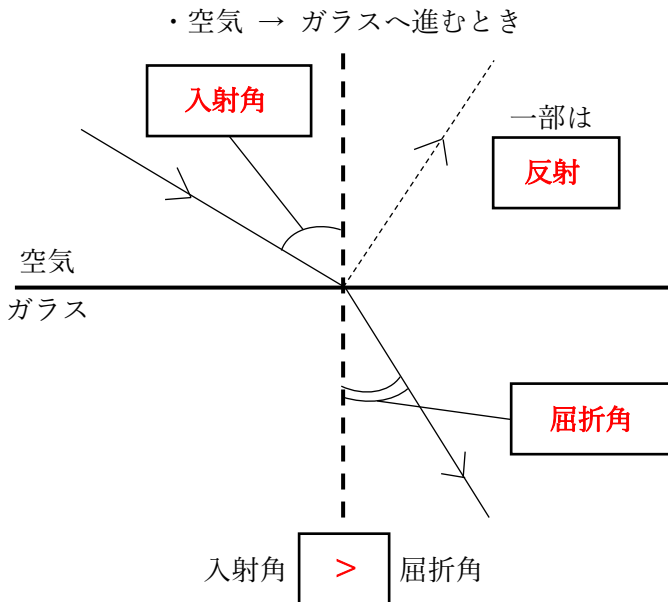 ・空気 → ガラスへ進むとき
入射角
一部は
反射
空気
ガラス
屈折角
入射角 > 屈折角